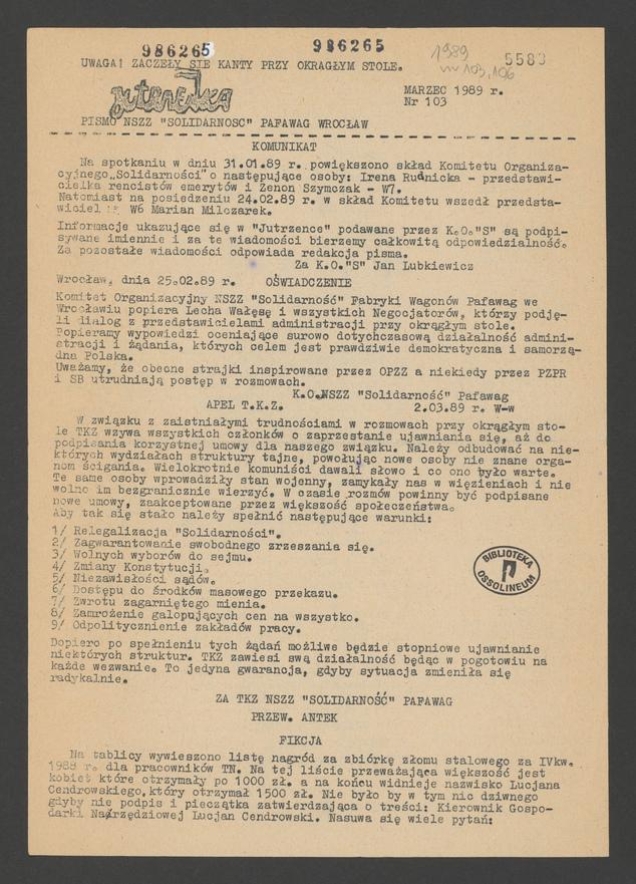 986265
986265
1989
5583
nr 103, 106
UWAGA! ZACZĘŁY SIĘ KANTY PRZY OKRĄGŁYM STOLE.
Jutrzenka
MARZEC 1989 r.
Nr 103
PISMO NSZZ "SOLIDARNOSC" PAFAWAG WROCŁAW
KOMUNIKAT
Na spotkaniu w dniu 31.01.89 r. powiększono skład Komitetu Organiza-
cyjnego „Solidarności" o następujące osoby: Irena Rudnicka - przedstawi-
cielka rencistów emerytów i Zenon Szymczak - W7.
Natomiast na posiedzeniu 24.02.89 r. w skład Komitetu wszedł przedsta-
wiciel W6 Marian Milczarek.
Informacje ukazujące się w "Jutrzence" podawane przez K.O."S" są podpi-
sywane imiennie i za te wiadomości bierzemy całkowitą odpowiedzialność.
Za pozostałe wiadomości odpowiada redakcja pisma.
Za K.O."S" Jan Lubkiewicz
Wrocław, dnia 25.02.89 r. OŚWIADCZENIE
Komitet Organizacyjny NSZZ "Solidarność" Fabryki Wagonów Pafawag we
Wrocławiu popiera Lecha Wałęsę i wszystkich Negocjatorów, którzy podję-
li dialog z przedstawicielami administracji przy okrągłym stole.
Popieramy wypowiedzi oceniające surowo dotychczasową działalność admini-
stracji i żądania, których celem jest prawdziwie demokratyczna i samorzą-
dna Polska.
Uważamy, że obecne strajki inspirowane przez OPZZ a niekiedy przez PZPR
i SB utrudniają postęp w rozmowach.
K.O.NSZZ "Solidarność" Pafawag
APEL T.K.Z. 2.03.89 r. W-w
W związku z zaistniałymi trudnościami w rozmowach przy okrągłym sto-
le TKZ wzywa wszystkich członków o zaprzestanie ujawniania się, aż do
podpisania korzystnej umowy dla naszego związku. Należy odbudować na nie-
których wydziałach struktury tajne, powołując nowe osoby nie znane orga-
nom ścigania. Wielokrotnie komuniści dawali słowo i co ono było warte.
Te same osoby wprowadziły stan wojenny, zamykały nas w więzieniach i nie
wolno im bezgranicznie wierzyć. W czasie rozmów powinny być podpisane
nowe umowy, zaakceptowane przez większość społeczeństwa.
Aby tak się stało należy spełnić następujące warunki:
1/ Relegalizacja "Solidarności".
2/ Zagwarantowanie swobodnego zrzeszania się.
3/ Wolnych wyborów do sejmu.
4/ Zmiany Konstytucji.
5/ Niezawisłości sądów.
6/ Dostępu do środków masowego przekazu.
7/ Zwrotu zagarniętego mienia.
8/ Zamrożenie galopujących cen na wszystko.
9/ Odpolitycznienie zakładów pracy.
BIBLIOTEKA
OSSOLINEUM
Dopiero po spełnieniu tych żądań możliwe będzie stopniowe ujawnianie
niektórych struktur. TKZ zawiesi swą działalność będąc w pogotowiu na
każde wezwanie. To jedyna gwarancja, gdyby sytuacja zmieniła się
radykalnie.
ZA TKZ NSZZ "SOLIDARNOŚĆ" PAFAWAG
PRZEW. ANTEK
FIKCJA
Na tablicy wywieszono listę nagród za zbiórkę złomu stalowego za IVkw.
1988 r. dla pracowników TN. Na tej liście przeważająca większość jest
kobiet które otrzymały po 1000 zł. a na końcu widnieje nazwisko Lucjana
Cendrowskiego, który otrzymał 1500 zł. Nie było by w tym nic dziwnego
gdyby nie podpis i pieczątka zatwierdzająca o treści: Kierownik Gospo-
darki Narzędziowej Lucjan Cendrowski. Nasuwa się wiele pytań: